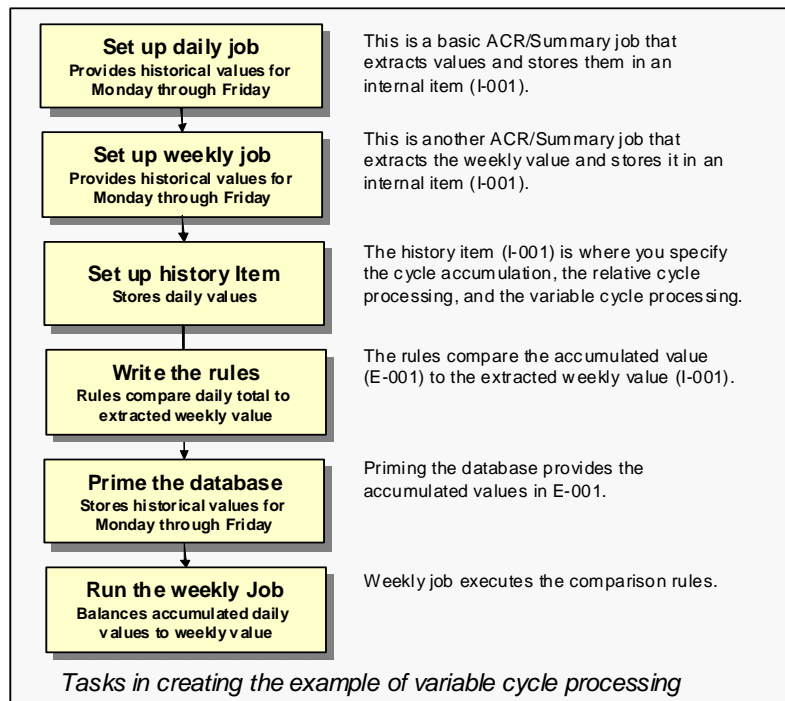 Set up daily job
Provides historical values for
Monday through Friday
This is a basic ACR/Summary job that
extracts values and stores them in an
internal item (I-001).
Set up weekly job
Provides historical values for
Monday through Friday
This is another ACR/Summary job that
extracts the weekly value and stores it in an
internal item (I-001).
Set up history Item
Stores daily values
The history item (I-001) is where you specify
the cycle accumulation, the relative cycle
processing, and the variable cycle processing.
Write the rules
Rules compare daily total to
extracted weekly value
The rules compare the accumulated value
(E-001) to the extracted weekly value (I-001).
Prime the database
Stores historical values for
Monday through Friday
Priming the database provides the
accumulated values in E-001.
Run the weekly Job
Balances accumulated daily
values to weekly value
Weekly job executes the comparison rules.
Tasks in creating the example of variable cycle processing